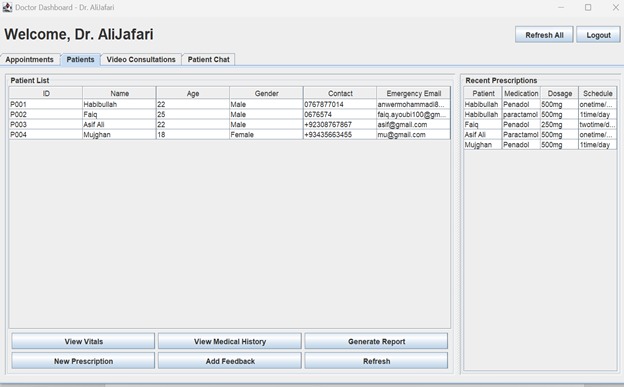 Doctor Dashboard - Dr. AliJafari
Welcome, Dr. AliJafari
Refresh All Logout
Appointments Patients Video Consultations Patient Chat
Patient List
ID Name Age Gender Contact Emergency Email
P001 Habibullah 22 Male 0767877014 anwermohammadi8...
P002 Faiq 25 Male 0676574 faiq.ayoubi100@gm...
P003 Asif Ali 22 Male +92308767867 asif@gmail.com
P004 Mujghan 18 Female +93435663455 mu@gmail.com
View Vitals View Medical History Generate Report
New Prescription Add Feedback Refresh
Recent Prescriptions
Patient Medication Dosage Schedule
Habibullah Penadol 500mg onetime/...
Habibullah paractamol 500mg 1time/day
Faiq Penadol 250mg twotime/d...
Asif Ali Paractamol 500mg onetime/...
Mujghan Penadol 500mg 1time/day